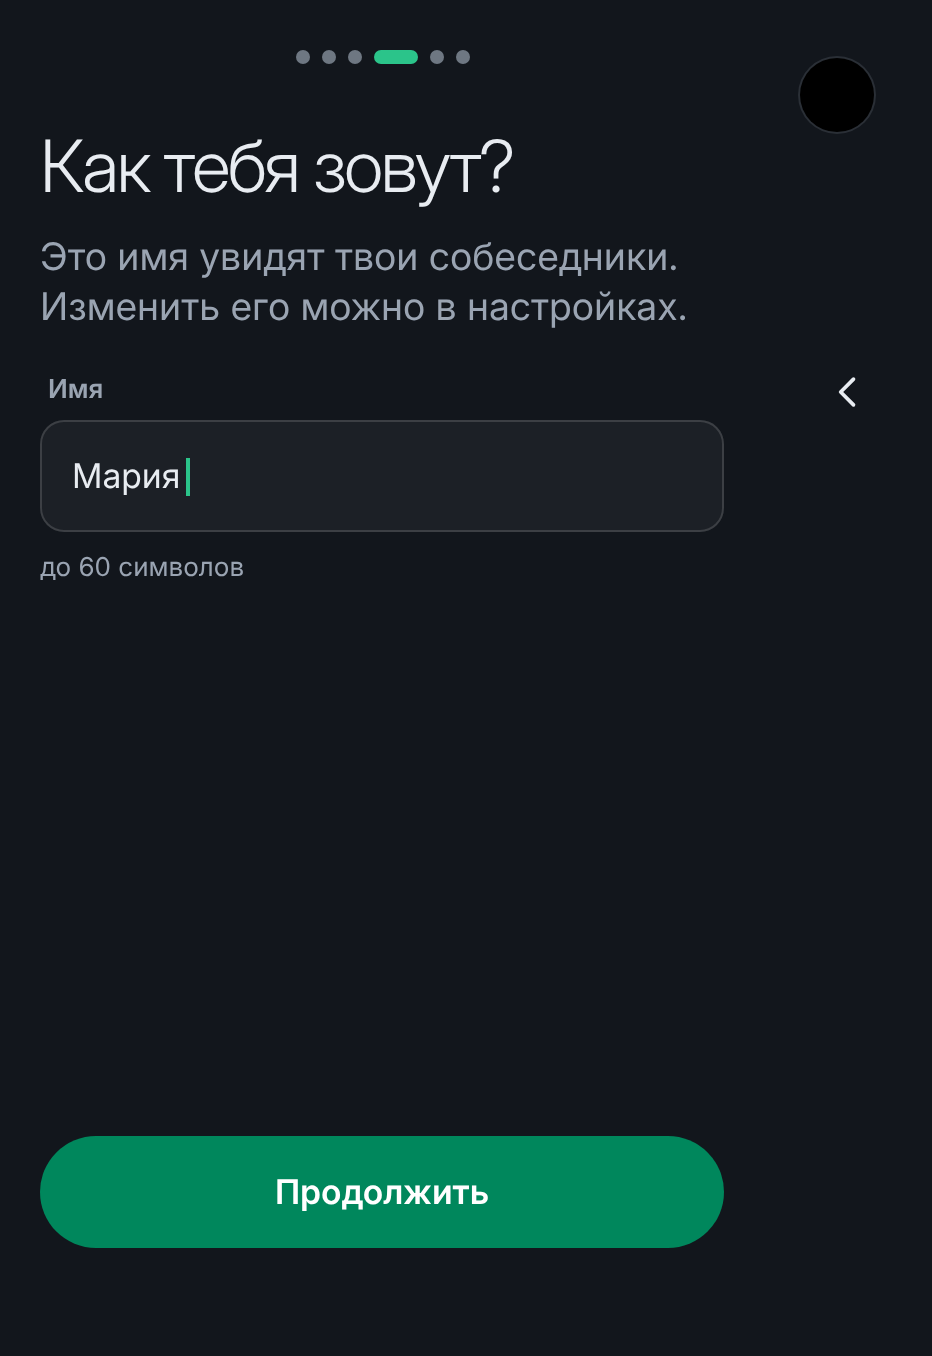 Как тебя зовут?
Это имя увидят твои собеседники.
Изменить его можно в настройках.
Имя
Мария
до 60 символов
Продолжить